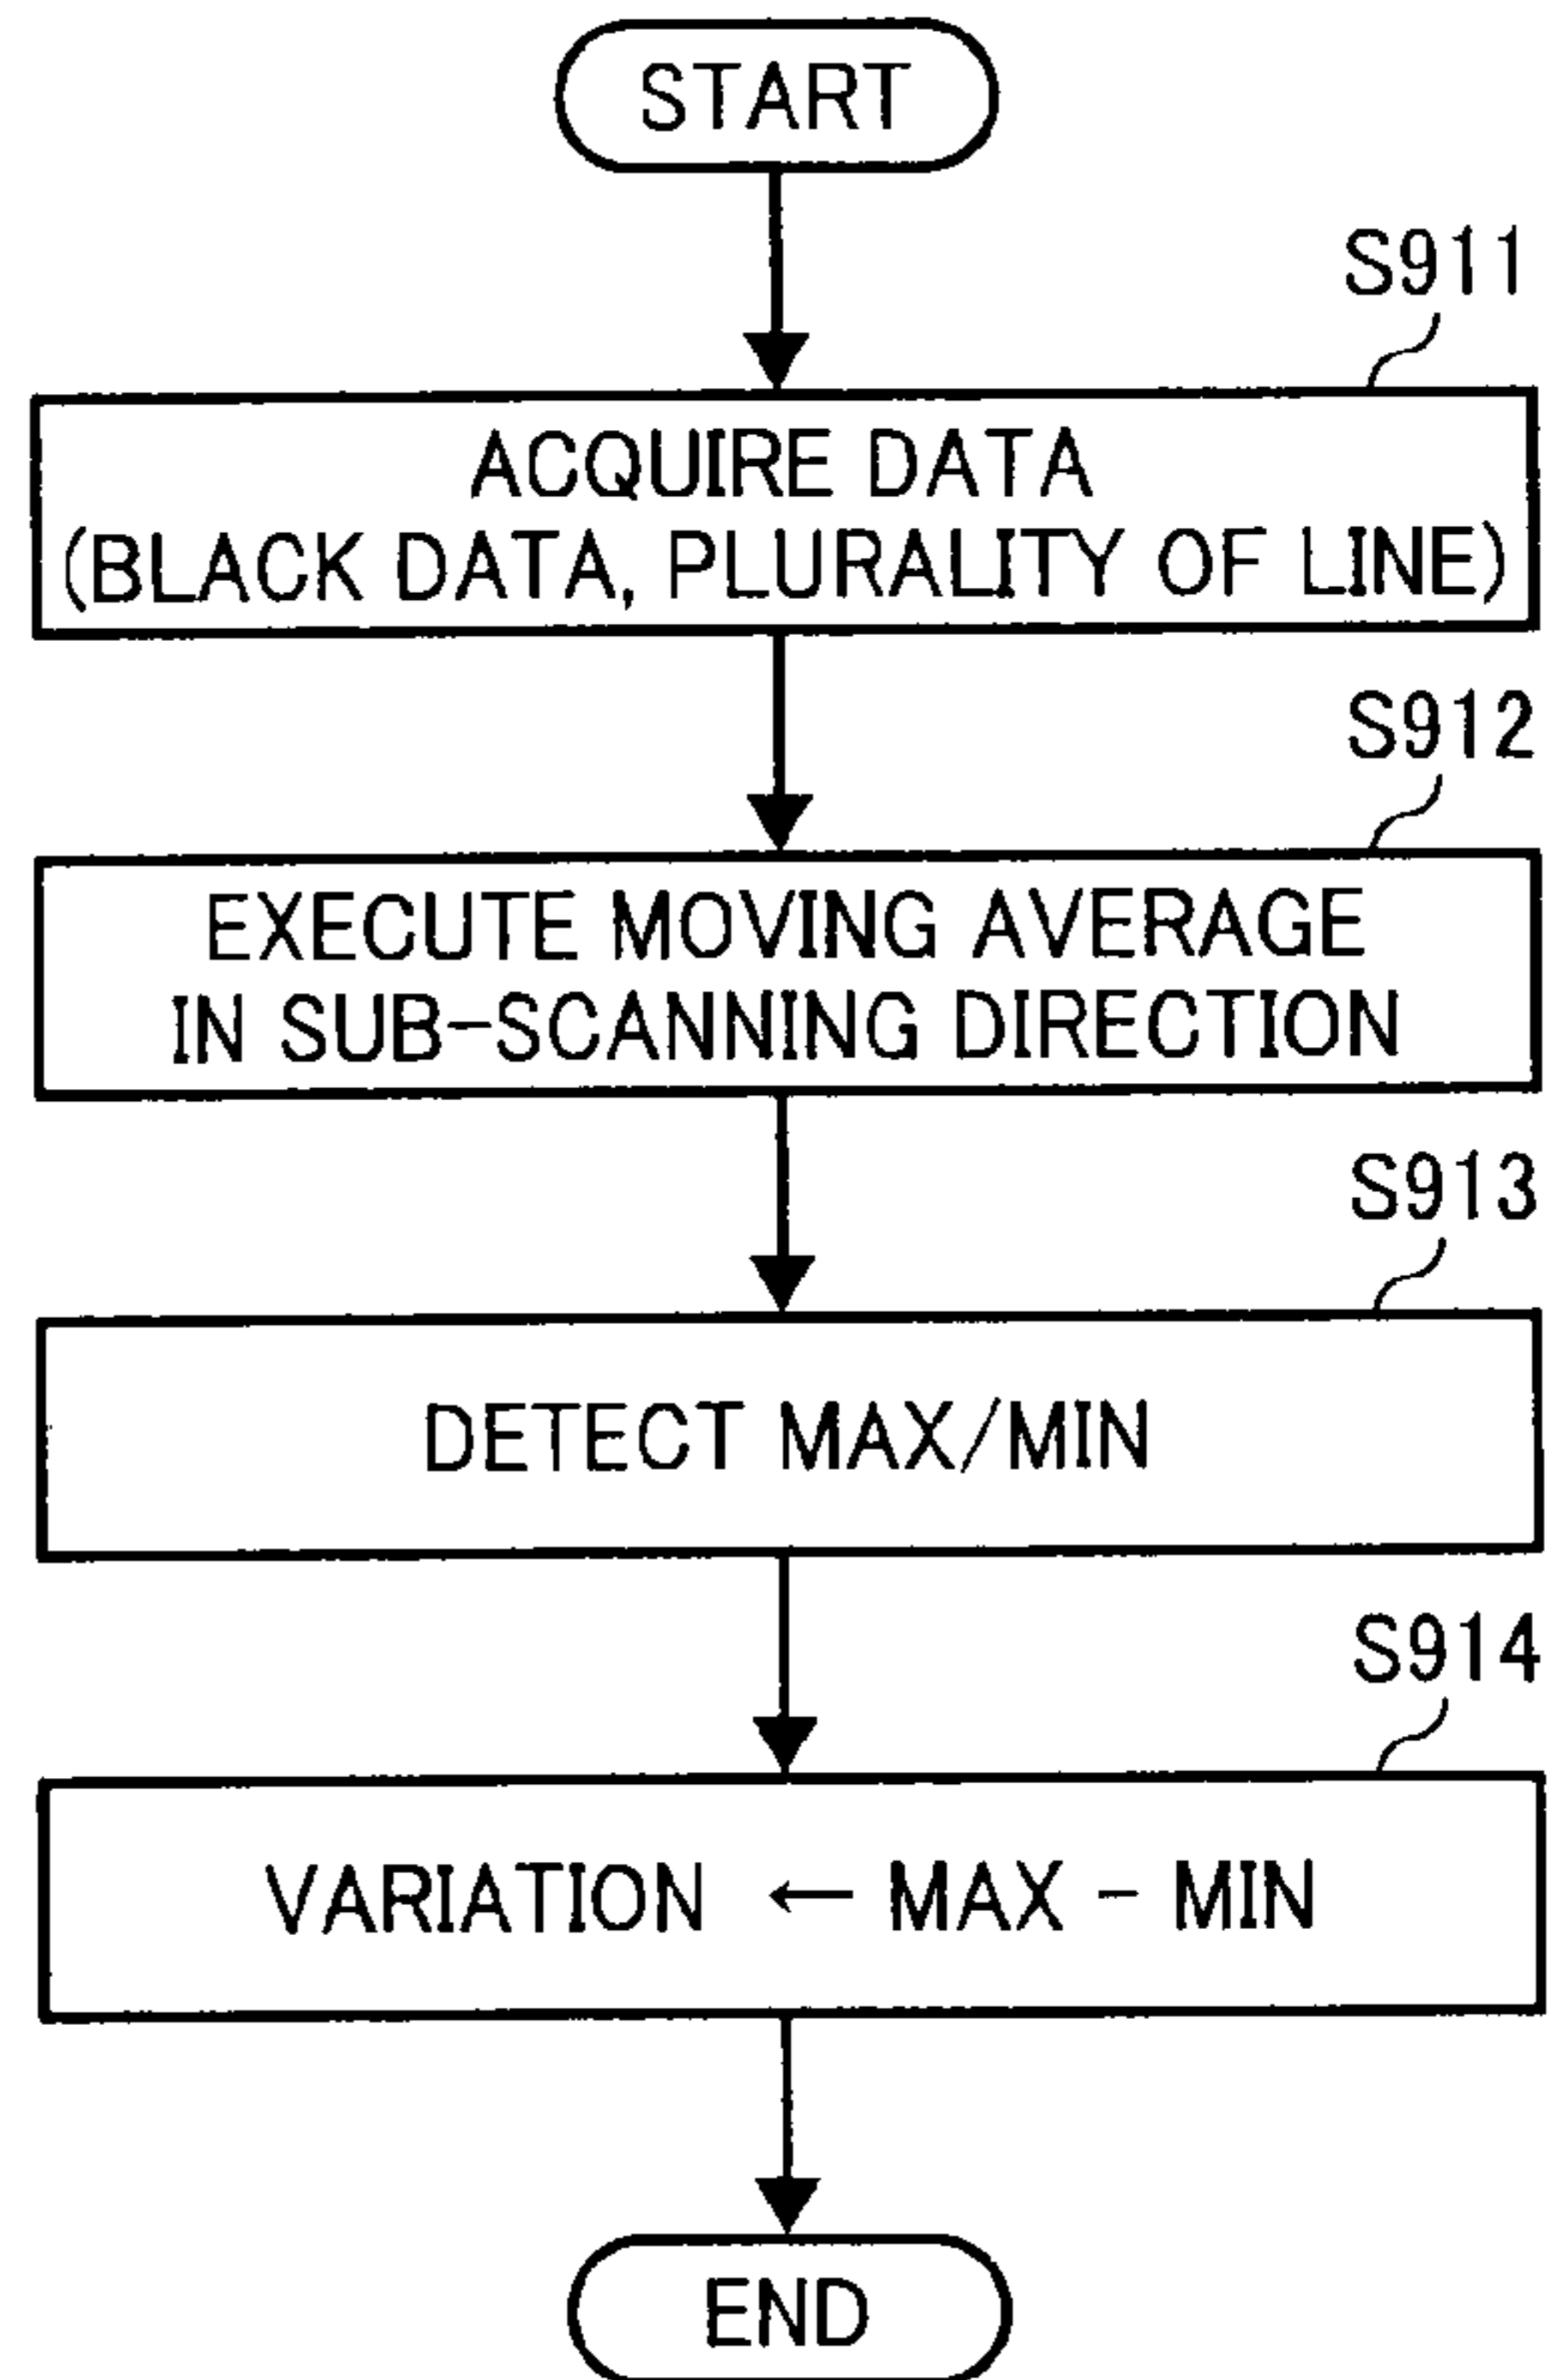 START
S911
ACQUIRE DATA
(BLACK DATA, PLURALITY OF LINE)
S912
EXECUTE MOVING AVERAGE
IN SUB-SCANNING DIRECTION
S913
DETECT MAX/MIN
S914
VARIATION ← MAX - MIN
END